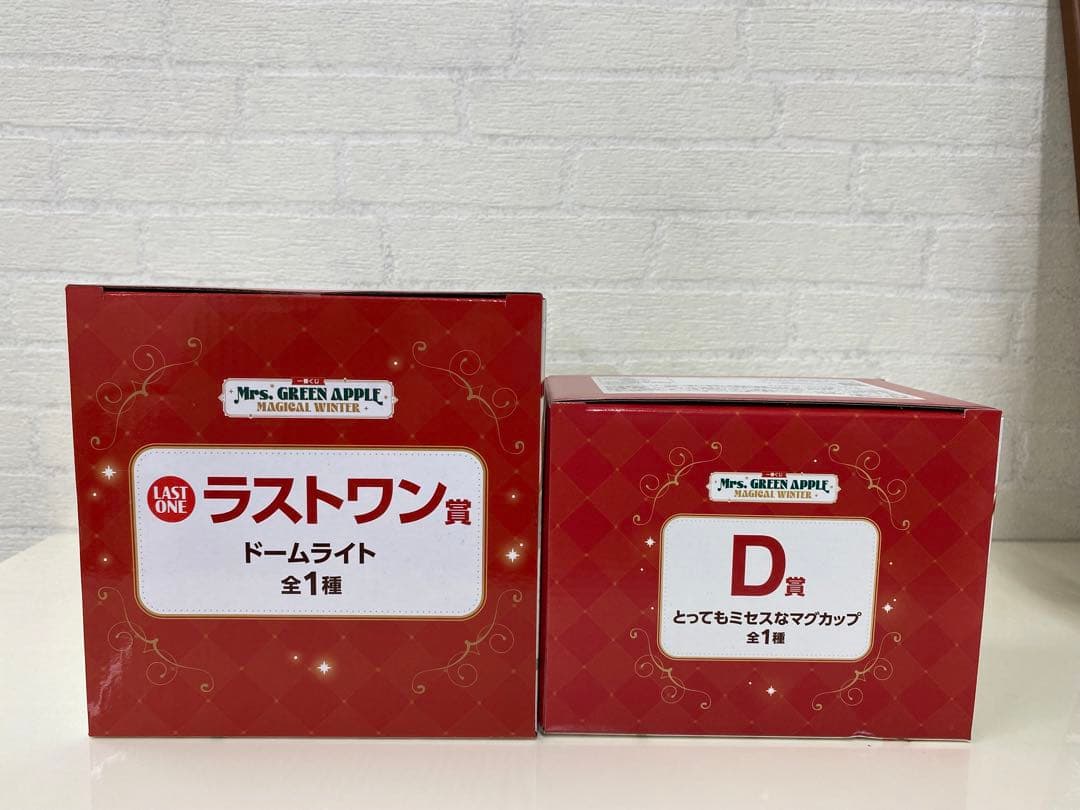 一番くじ
Mrs. GREEN APPLE
MAGICAL WINTER
LAST
ONE
ラストワン賞
ドームライト
全1種
一番くじ
Mrs. GREEN APPLE
MAGICAL WINTER
D賞
とってもミセスなマグカップ
全1種